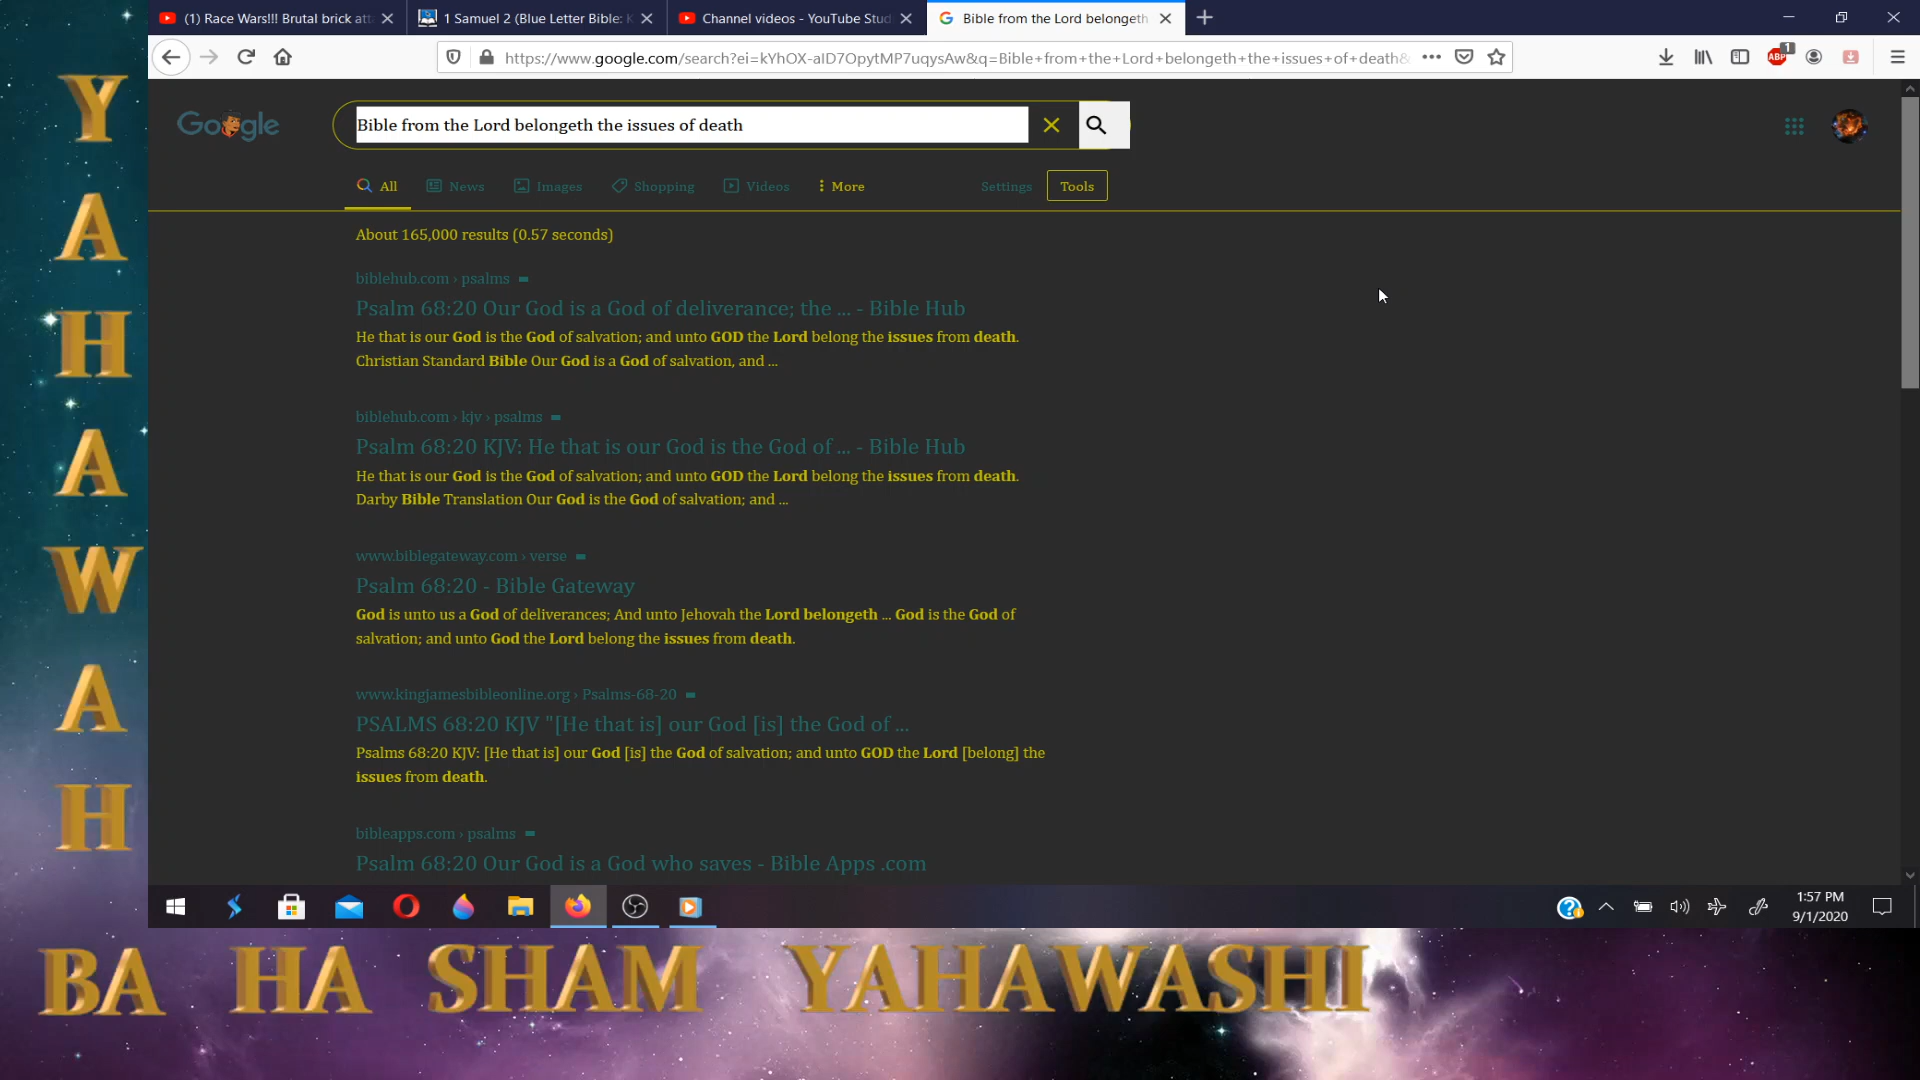 (1) Race Wars!!! Brutal brick att
1 Samuel 2 (Blue Letter Bible: K
Channel videos - YouTube Stud
Bible from the Lord belongeth
https://www.google.com/search?ei=kYhOX-aID7OpytMP7uqysAw&q=Bible+from+the+Lord+belongeth+the+issues+of+death&
ABP
1
Google
Bible from the Lord belongeth the issues of death
All
News
Images
Shopping
Videos
More
Settings
Tools
About 165,000 results (0.57 seconds)
biblehub.com › psalms
Psalm 68:20 Our God is a God of deliverance; the ... - Bible Hub
He that is our God is the God of salvation; and unto GOD the Lord belong the issues from death.
Christian Standard Bible Our God is a God of salvation, and ...
biblehub.com › kjv › psalms
Psalm 68:20 KJV: He that is our God is the God of ... - Bible Hub
He that is our God is the God of salvation; and unto GOD the Lord belong the issues from death.
Darby Bible Translation Our God is the God of salvation; and ...
www.biblegateway.com › verse
Psalm 68:20 - Bible Gateway
God is unto us a God of deliverances; And unto Jehovah the Lord belongeth ... God is the God of
salvation; and unto God the Lord belong the issues from death.
www.kingjamesbibleonline.org › Psalms-68-20
PSALMS 68:20 KJV "[He that is] our God [is] the God of ...
Psalms 68:20 KJV: [He that is] our God [is] the God of salvation; and unto GOD the Lord [belong] the
issues from death.
bibleapps.com › psalms
Psalm 68:20 Our God is a God who saves - Bible Apps .com
1:57 PM
9/1/2020
YAHAWAH
BA HA SHAM YAHAWASHI